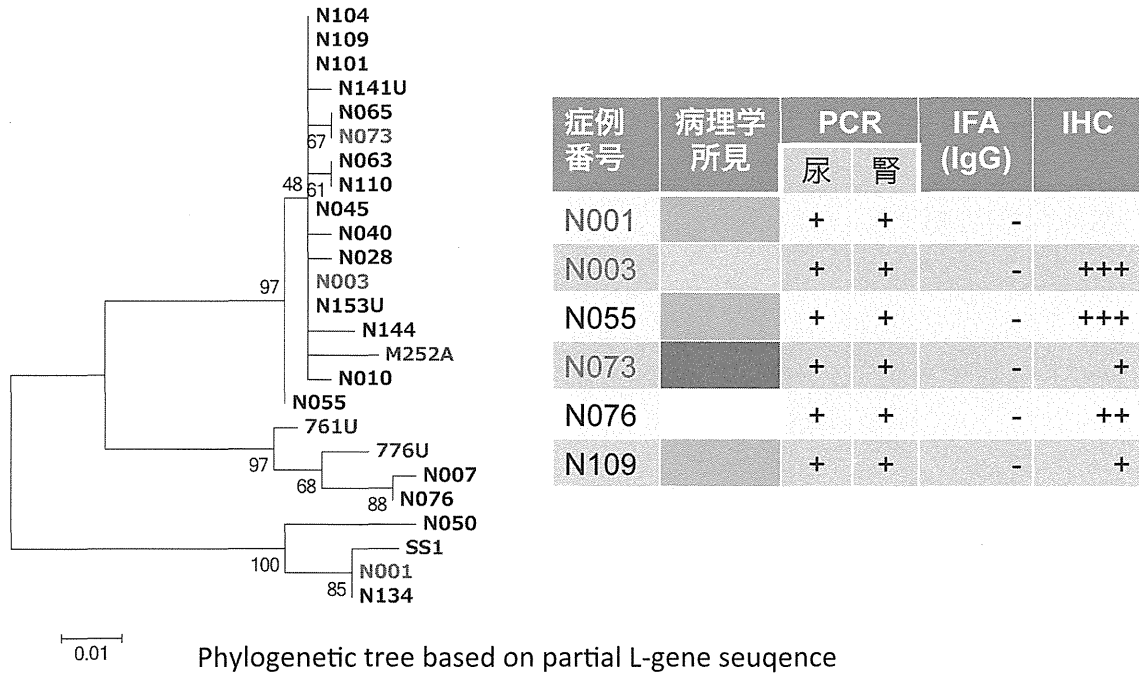 N104
N109
N101
N141U
N065
67
N073
N063
48
61
N110
N045
N040
N028
97
N003
N153U
N144
M252A
N010
N055
761U
97
776U
68
N007
88
N076
N050
100
SS1
N001
85
N134
0.01
Phylogenetic tree based on partial L-gene seuqence
症例番号 病理学所見 PCR IFA (IgG) IHC
尿 腎
N001 + + -
N003 + + - +++
N055 + + - +++
N073 + + - +
N076 + + - ++
N109 + + - +